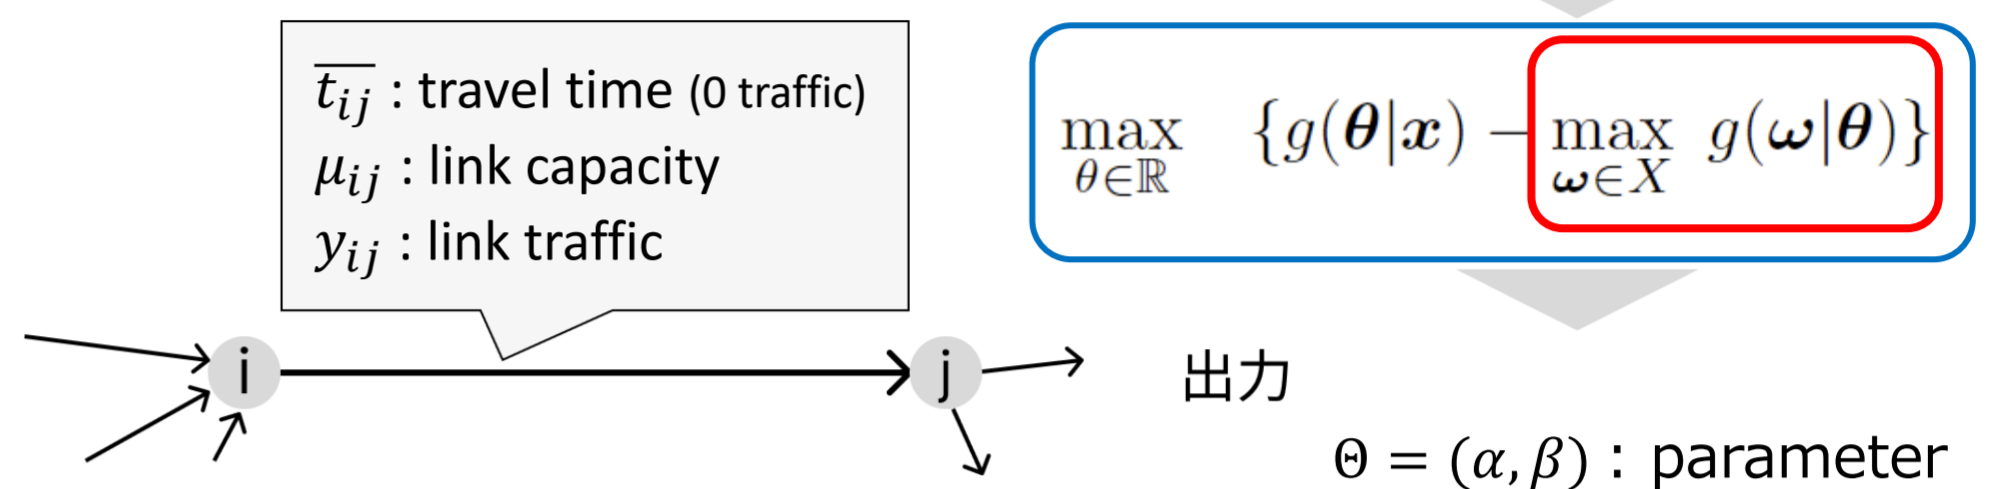 t̅ᵢⱼ : travel time (0 traffic)
μᵢⱼ : link capacity
yᵢⱼ : link traffic
i
j
max {g(θ|x) − max g(ω|θ)}
θ∈ℝ ω∈X
出力
Θ = (α, β) : parameter